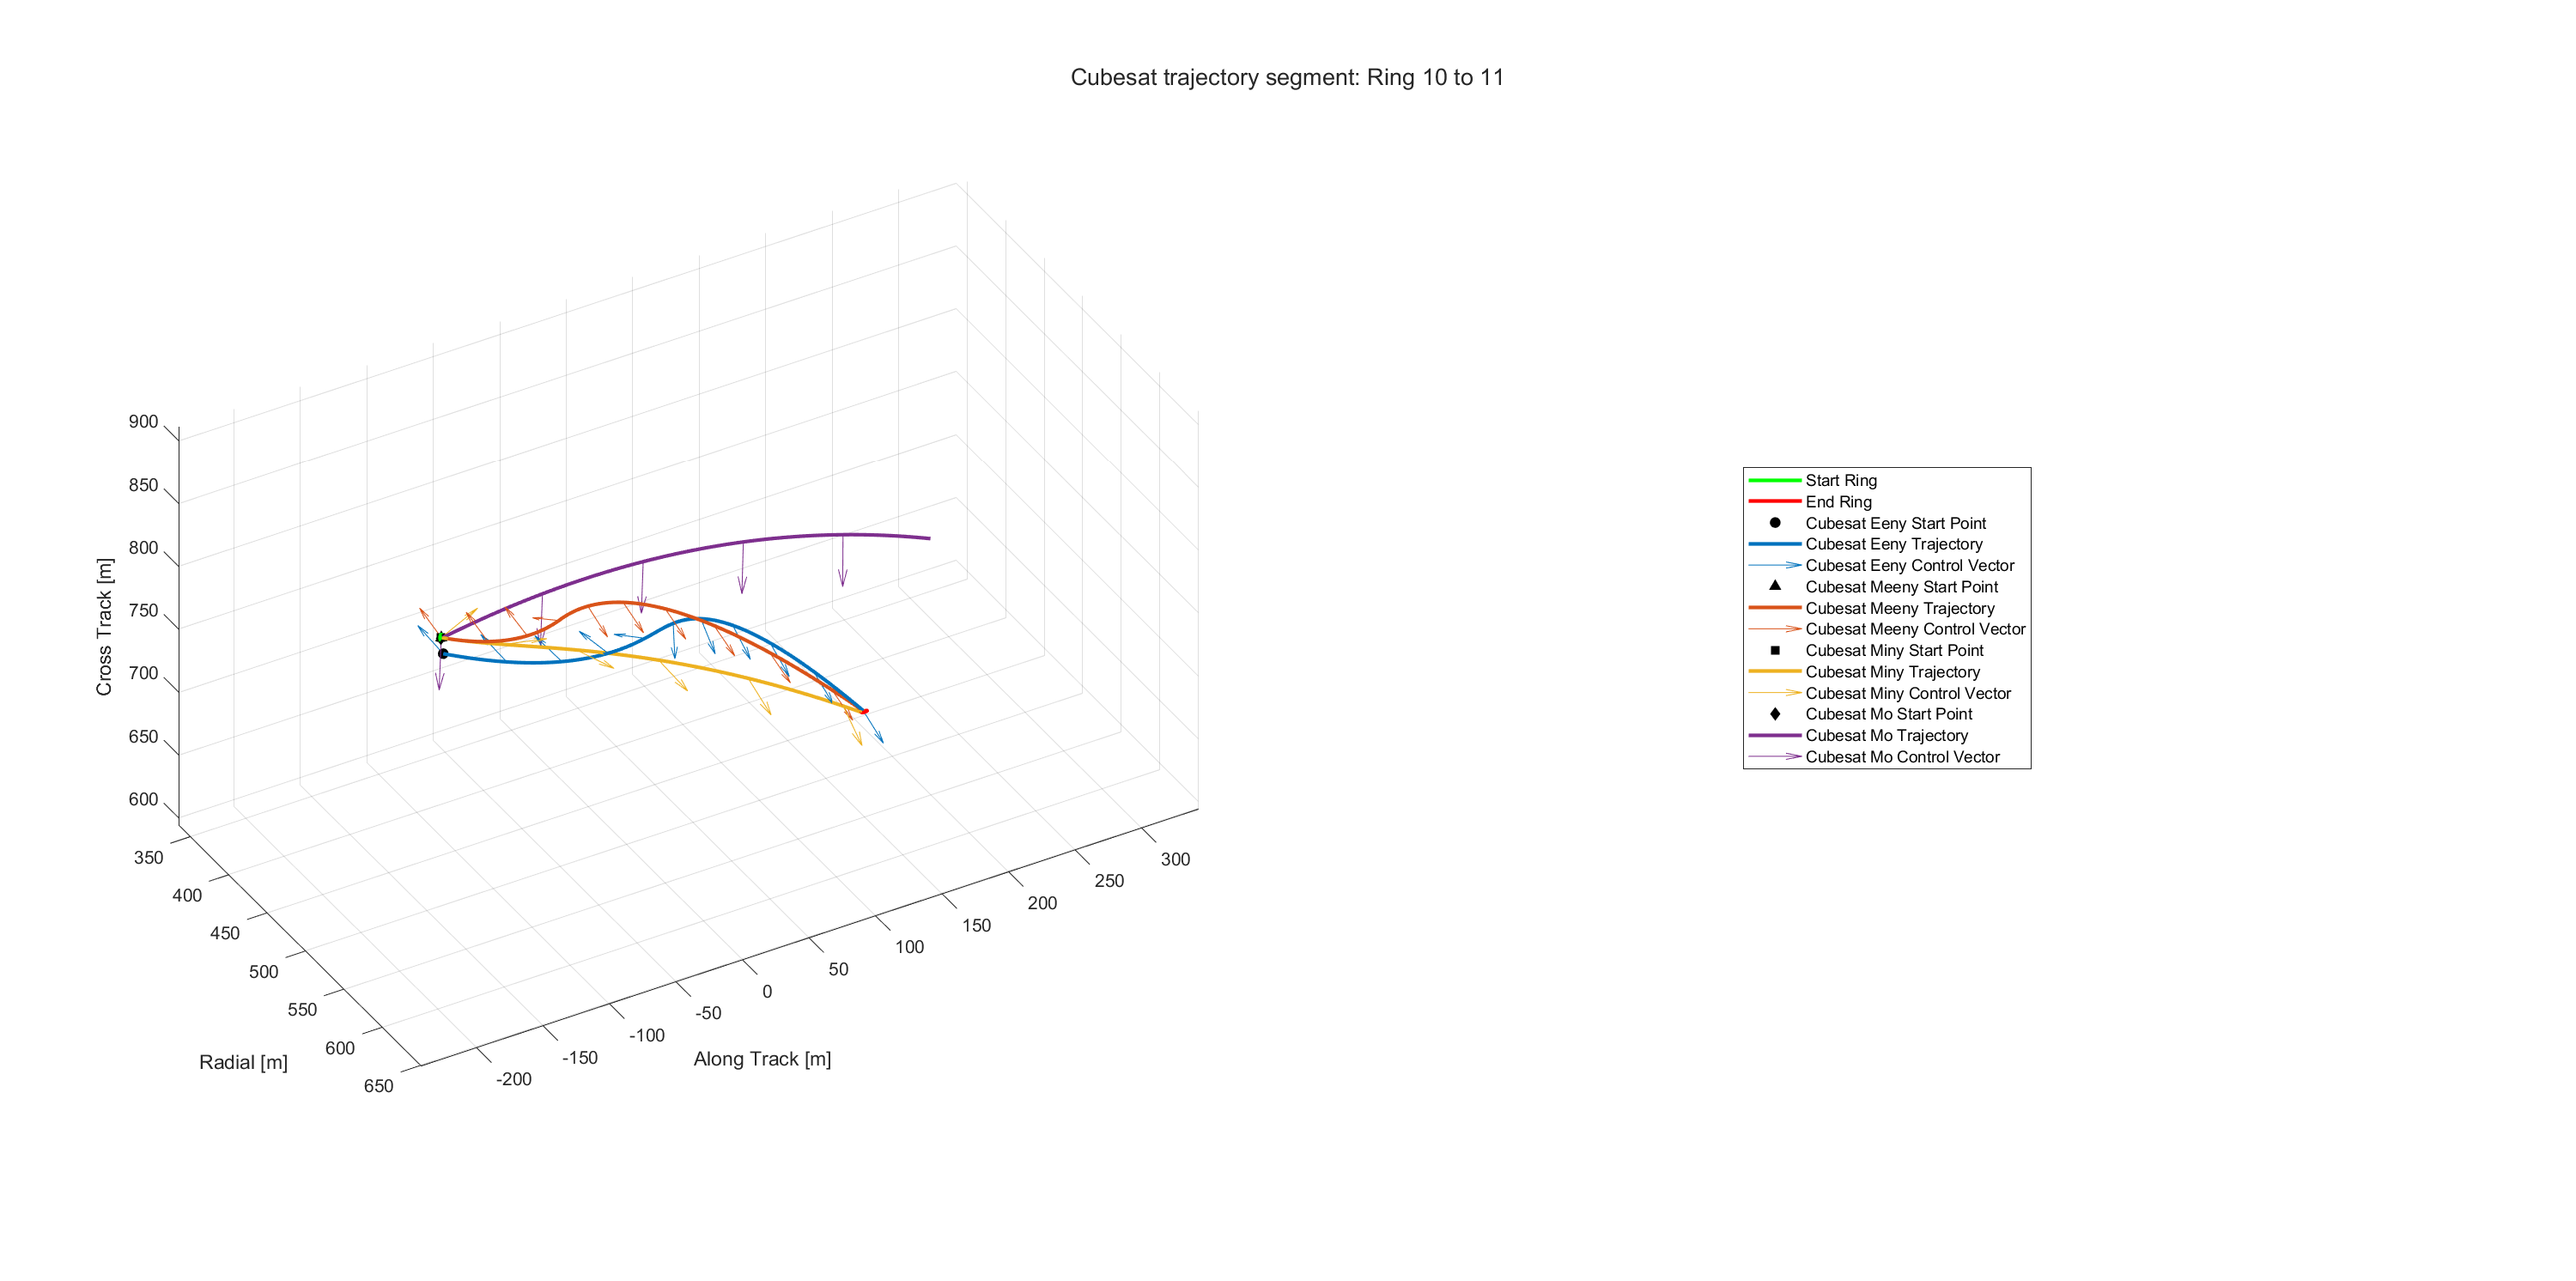 Cubesat trajectory segment: Ring 10 to 11
900
850
800
750
700
650
600
Cross Track [m]
350
400
450
500
550
600
650
Radial [m]
-200
-150
-100
-50
0
50
100
150
200
250
300
Along Track [m]
Start Ring
End Ring
Cubesat Eeny Start Point
Cubesat Eeny Trajectory
Cubesat Eeny Control Vector
Cubesat Meeny Start Point
Cubesat Meeny Trajectory
Cubesat Meeny Control Vector
Cubesat Miny Start Point
Cubesat Miny Trajectory
Cubesat Miny Control Vector
Cubesat Mo Start Point
Cubesat Mo Trajectory
Cubesat Mo Control Vector